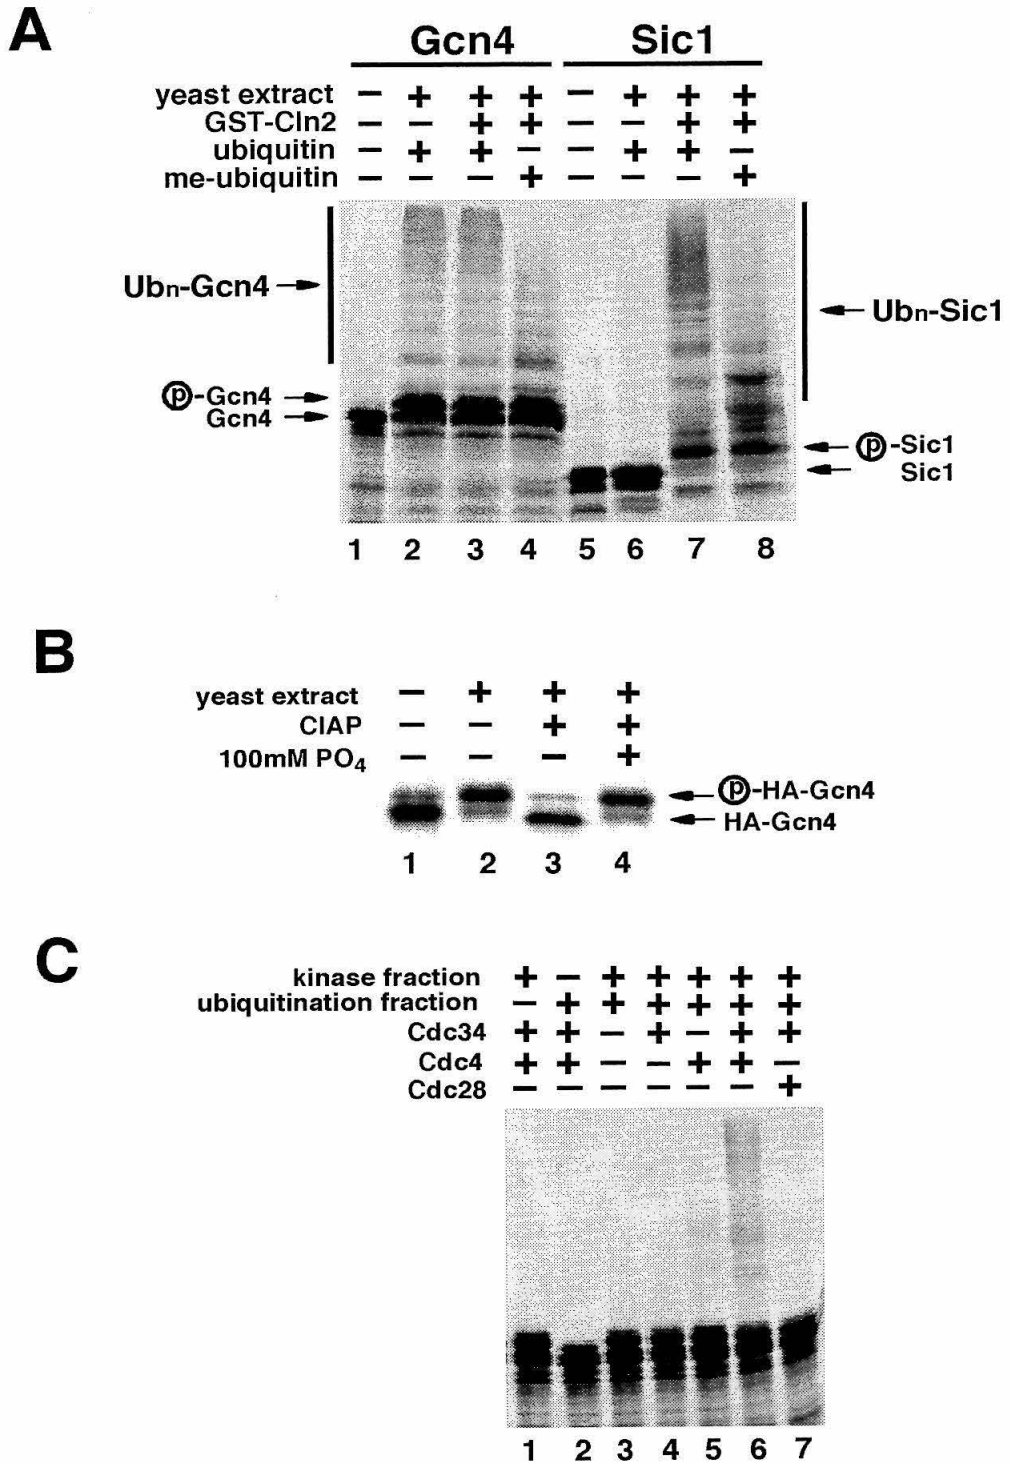 A
Gcn4 Sic1
yeast extract − + + + − + + +
GST-Cln2 − − + + − − + +
ubiquitin − + + − − + + −
me-ubiquitin − − − + − − − +
Ubn-Gcn4
Ubn-Sic1
p-Gcn4
Gcn4
p-Sic1
Sic1
1 2 3 4 5 6 7 8
B
yeast extract − + + +
CIAP − − + +
100mM PO4 − − − +
p-HA-Gcn4
HA-Gcn4
1 2 3 4
C
kinase fraction + − + + + + +
ubiquitination fraction − + + + + + +
Cdc34 + + − + − + +
Cdc4 + + − − + + −
Cdc28 − − − − − − +
1 2 3 4 5 6 7